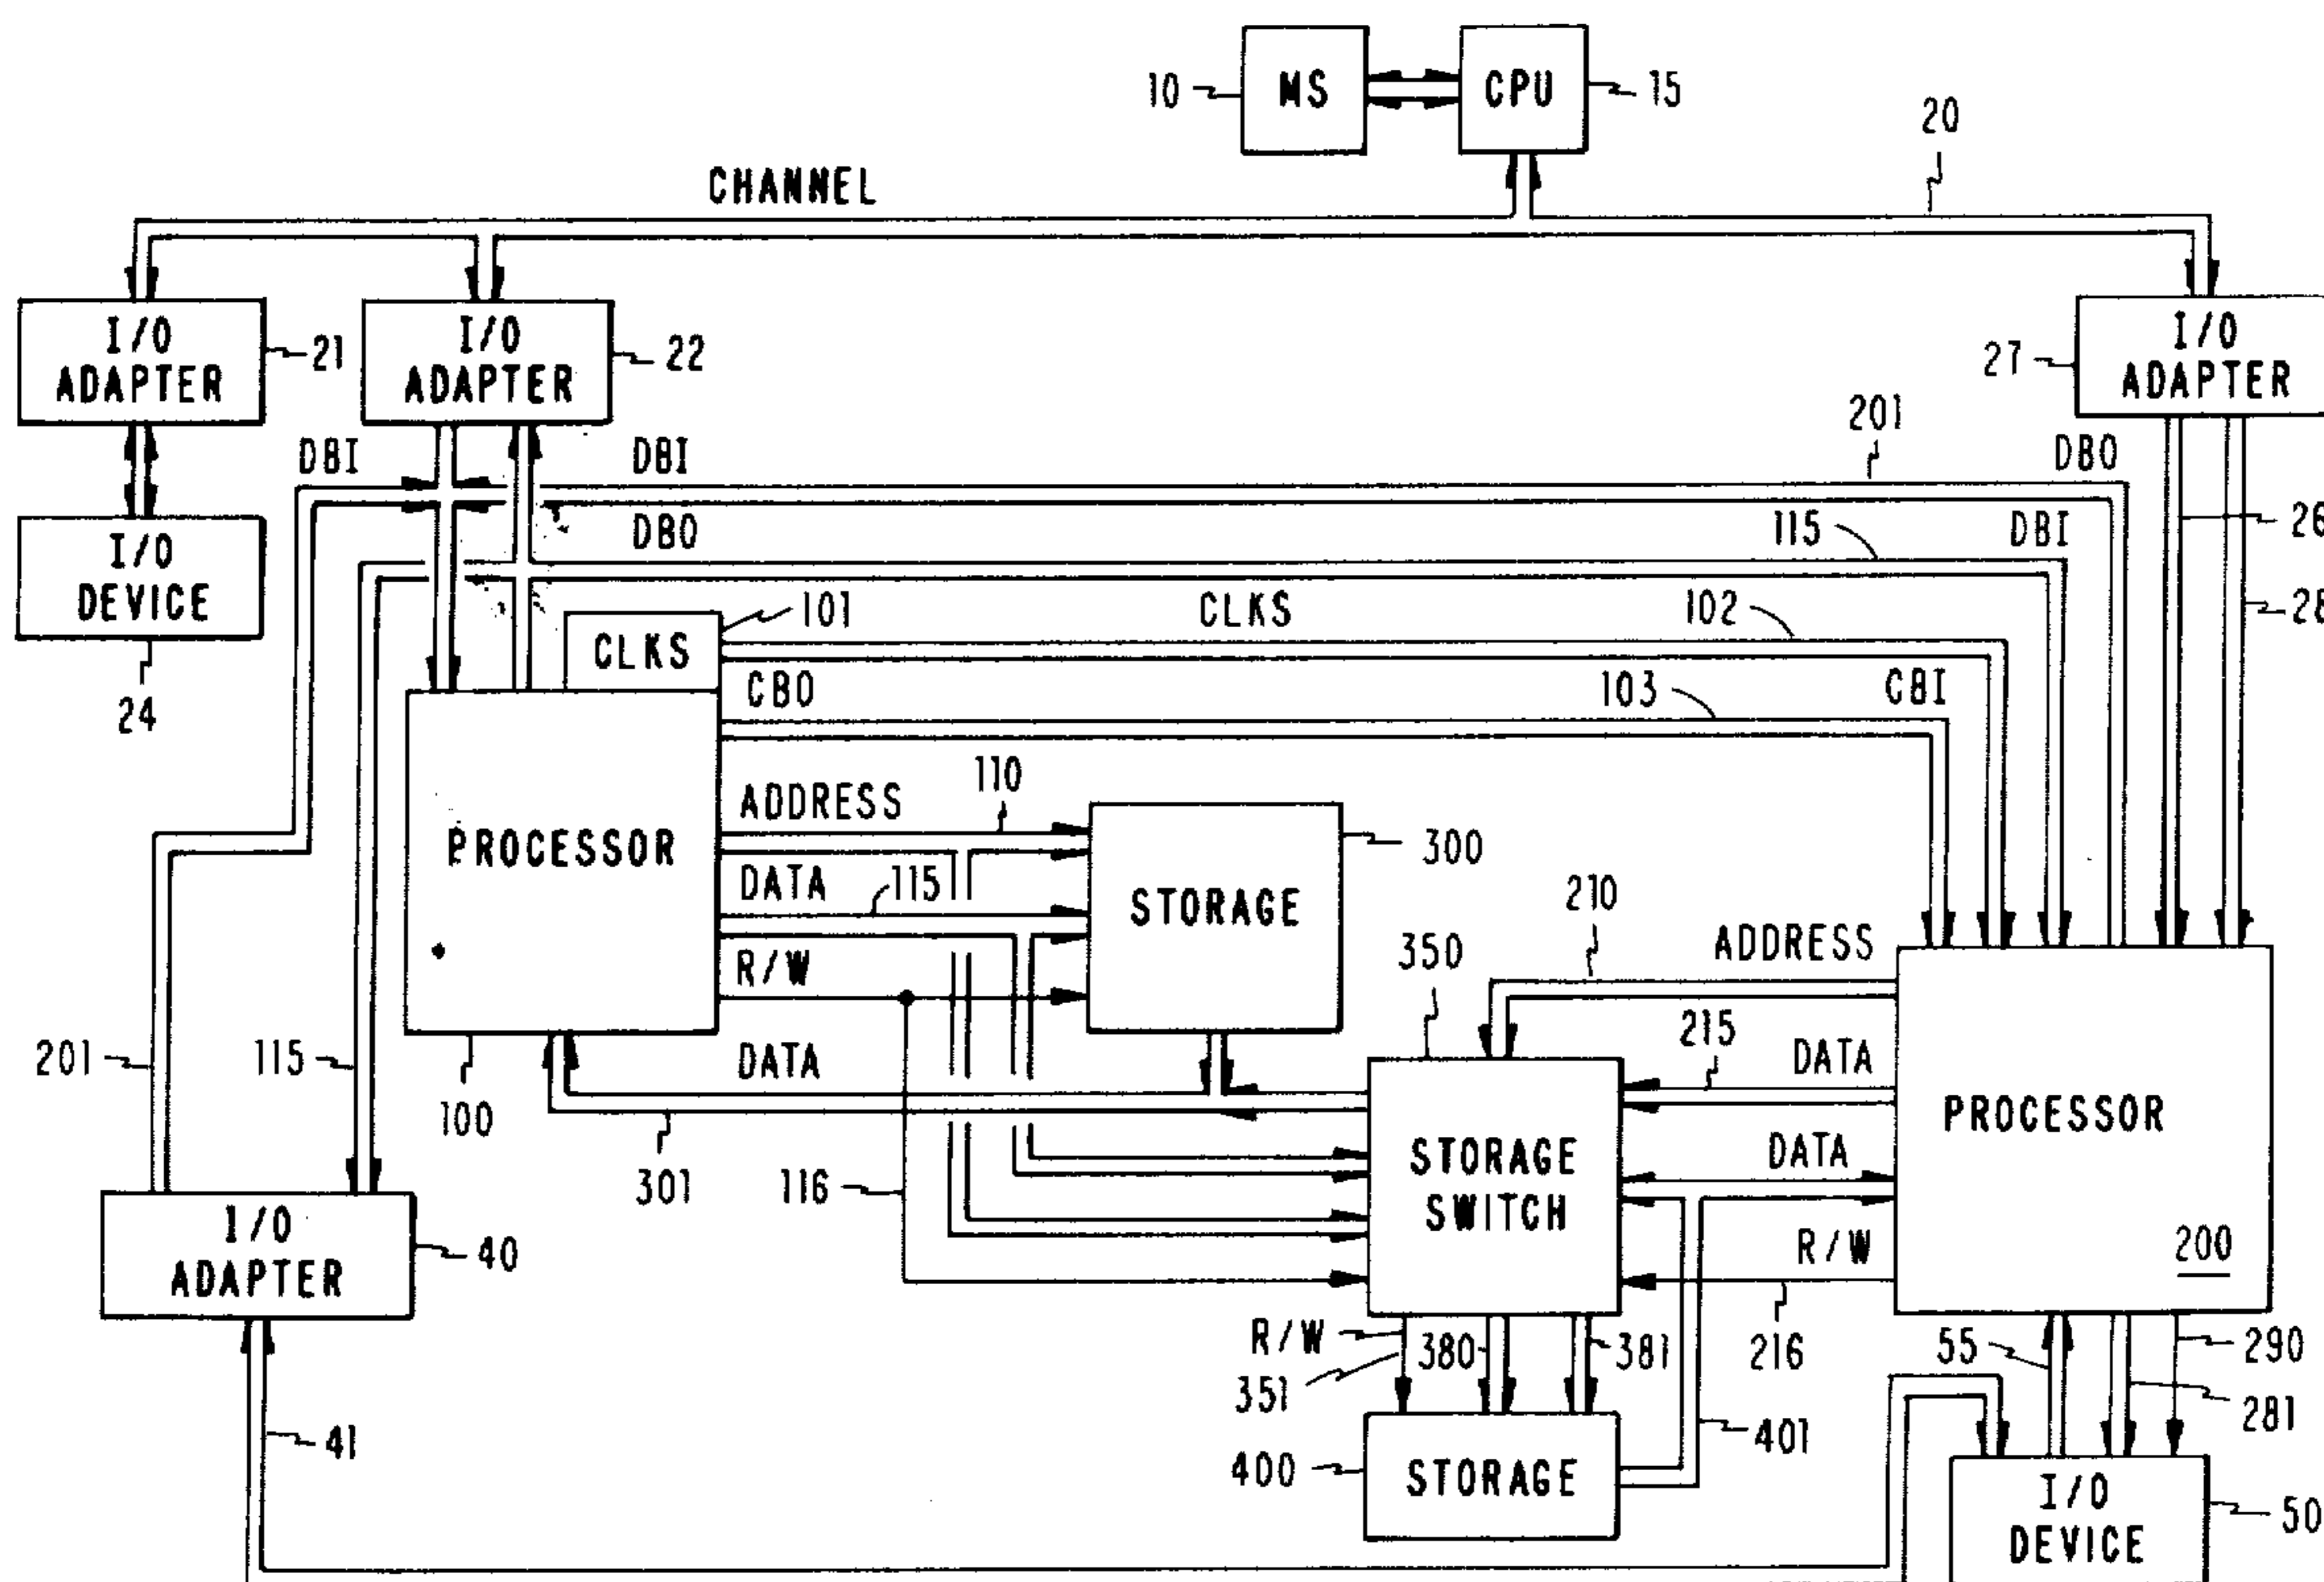 10
MS
CPU
15
20
CHANNEL
I/O
ADAPTER
21
I/O
ADAPTER
22
27
I/O
ADAPTER
201
DBI
DBI
DBO
26
I/O
DEVICE
24
DBO
115
DBI
28
CLKS
101
CLKS
102
CBO
103
CBI
110
ADDRESS
PROCESSOR
DATA
115
STORAGE
300
R/W
100
350
210
ADDRESS
201
115
DATA
301
116
215
DATA
STORAGE
SWITCH
DATA
R/W
216
PROCESSOR
200
I/O
ADAPTER
40
R/W
351
380
381
55
290
281
41
400
STORAGE
401
I/O
DEVICE
50